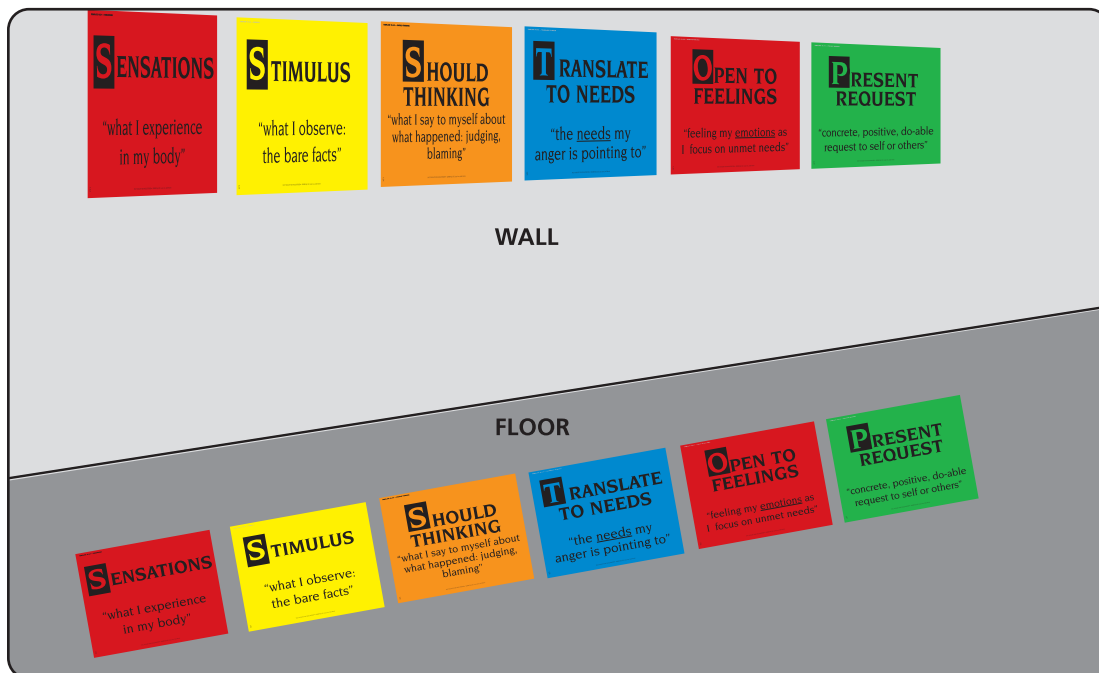 SENSATIONS
“what I experience
in my body”
STIMULUS
“what I observe:
the bare facts”
SHOULD
THINKING
“what I say to myself about
what happened: judging,
blaming”
TRANSLATE
TO NEEDS
“the needs my
anger is pointing to”
OPEN TO
FEELINGS
“feeling my emotions as
I focus on unmet needs”
PRESENT
REQUEST
“concrete, positive, do-able
request to self or others”
WALL
FLOOR
SENSATIONS
“what I experience
in my body”
STIMULUS
“what I observe:
the bare facts”
SHOULD
THINKING
“what I say to myself about
what happened: judging,
blaming”
TRANSLATE
TO NEEDS
“the needs my
anger is pointing to”
OPEN TO
FEELINGS
“feeling my emotions as
I focus on unmet needs”
PRESENT
REQUEST
“concrete, positive, do-able
request to self or others”